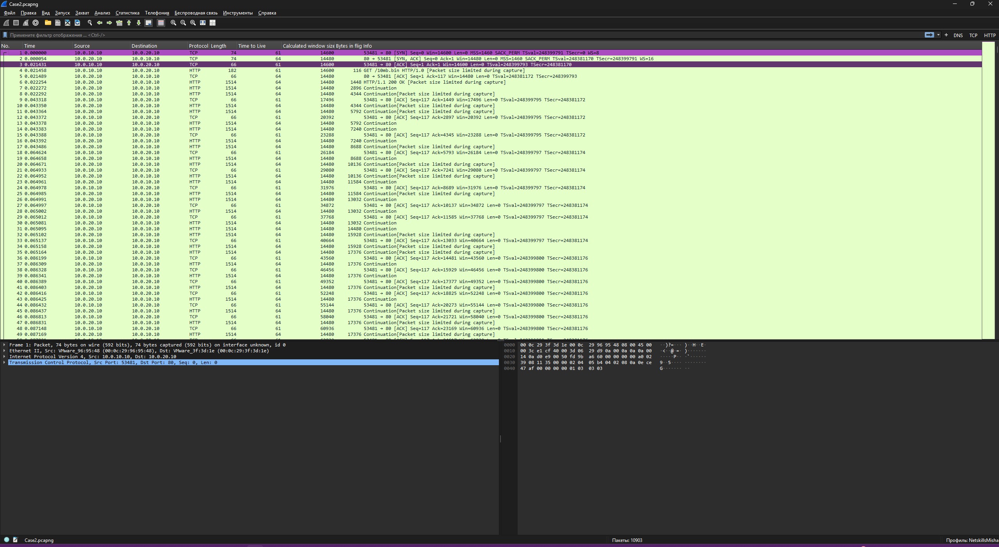 Case2.pcapng
Файл Правка Вид Запуск Захват Анализ Статистика Телефония Беспроводная связь Инструменты Справка
Примените фильтр отображения ... <Ctrl-/> + DNS TCP HTTP
No. Time Source Destination Protocol Length Time to Live Calculated window size Bytes in flig Info
1 0.000000 10.0.10.10 10.0.20.10 TCP 74 61 14600 53481 → 80 [SYN] Seq=0 Win=14600 Len=0 MSS=1460 SACK_PERM TSval=248399791 TSecr=0 WS=8
2 0.000054 10.0.20.10 10.0.10.10 TCP 74 64 14480 80 → 53481 [SYN, ACK] Seq=0 Ack=1 Win=14480 Len=0 MSS=1460 SACK_PERM TSval=248381170 TSecr=248399791 WS=16
3 0.021431 10.0.10.10 10.0.20.10 TCP 66 61 14600 53481 → 80 [ACK] Seq=1 Ack=1 Win=14600 Len=0 TSval=248399793 TSecr=248381170
4 0.021458 10.0.10.10 10.0.20.10 HTTP 182 61 14600 116 GET /10mb.bin HTTP/1.0 [Packet size limited during capture]
5 0.021489 10.0.20.10 10.0.10.10 TCP 66 64 14480 80 → 53481 [ACK] Seq=1 Ack=117 Win=14480 Len=0 TSval=248381172 TSecr=248399793
6 0.022254 10.0.20.10 10.0.10.10 HTTP 1514 64 14480 1448 HTTP/1.1 200 OK [Packet size limited during capture]
7 0.022272 10.0.20.10 10.0.10.10 HTTP 1514 64 14480 2896 Continuation
8 0.022292 10.0.20.10 10.0.10.10 HTTP 1514 64 14480 4344 Continuation[Packet size limited during capture]
9 0.043318 10.0.10.10 10.0.20.10 TCP 66 61 17496 53481 → 80 [ACK] Seq=117 Ack=1449 Win=17496 Len=0 TSval=248399795 TSecr=248381172
10 0.043350 10.0.20.10 10.0.10.10 HTTP 1514 64 14480 4344 Continuation[Packet size limited during capture]
11 0.043364 10.0.20.10 10.0.10.10 HTTP 1514 64 14480 5792 Continuation[Packet size limited during capture]
12 0.043372 10.0.10.10 10.0.20.10 TCP 66 61 20392 53481 → 80 [ACK] Seq=117 Ack=2897 Win=20392 Len=0 TSval=248399795 TSecr=248381172
13 0.043378 10.0.20.10 10.0.10.10 HTTP 1514 64 14480 5792 Continuation
14 0.043383 10.0.20.10 10.0.10.10 HTTP 1514 64 14480 7240 Continuation
15 0.043388 10.0.10.10 10.0.20.10 TCP 66 61 23288 53481 → 80 [ACK] Seq=117 Ack=4345 Win=23288 Len=0 TSval=248399795 TSecr=248381172
16 0.043392 10.0.20.10 10.0.10.10 HTTP 1514 64 14480 7240 Continuation
17 0.043486 10.0.20.10 10.0.10.10 HTTP 1514 64 14480 8688 Continuation[Packet size limited during capture]
18 0.064624 10.0.10.10 10.0.20.10 TCP 66 61 26184 53481 → 80 [ACK] Seq=117 Ack=5793 Win=26184 Len=0 TSval=248399797 TSecr=248381174
19 0.064658 10.0.20.10 10.0.10.10 HTTP 1514 64 14480 8688 Continuation
20 0.064671 10.0.20.10 10.0.10.10 HTTP 1514 64 14480 10136 Continuation[Packet size limited during capture]
21 0.064933 10.0.10.10 10.0.20.10 TCP 66 61 29080 53481 → 80 [ACK] Seq=117 Ack=7241 Win=29080 Len=0 TSval=248399797 TSecr=248381174
22 0.064952 10.0.20.10 10.0.10.10 HTTP 1514 64 14480 10136 Continuation[Packet size limited during capture]
23 0.064961 10.0.20.10 10.0.10.10 HTTP 1514 64 14480 11584 Continuation
24 0.064978 10.0.10.10 10.0.20.10 TCP 66 61 31976 53481 → 80 [ACK] Seq=117 Ack=8689 Win=31976 Len=0 TSval=248399797 TSecr=248381174
25 0.064985 10.0.20.10 10.0.10.10 HTTP 1514 64 14480 11584 Continuation[Packet size limited during capture]
26 0.064991 10.0.20.10 10.0.10.10 HTTP 1514 64 14480 13032 Continuation
27 0.064997 10.0.10.10 10.0.20.10 TCP 66 61 34872 53481 → 80 [ACK] Seq=117 Ack=10137 Win=34872 Len=0 TSval=248399797 TSecr=248381174
28 0.065002 10.0.20.10 10.0.10.10 HTTP 1514 64 14480 13032 Continuation
29 0.065012 10.0.10.10 10.0.20.10 TCP 66 61 37768 53481 → 80 [ACK] Seq=117 Ack=11585 Win=37768 Len=0 TSval=248399797 TSecr=248381174
30 0.065081 10.0.20.10 10.0.10.10 HTTP 1514 64 14480 13032 Continuation
31 0.065095 10.0.20.10 10.0.10.10 HTTP 1514 64 14480 14480 Continuation
32 0.065102 10.0.20.10 10.0.10.10 HTTP 1514 64 14480 15928 Continuation[Packet size limited during capture]
33 0.065137 10.0.10.10 10.0.20.10 TCP 66 61 40664 53481 → 80 [ACK] Seq=117 Ack=13033 Win=40664 Len=0 TSval=248399797 TSecr=248381174
34 0.065158 10.0.20.10 10.0.10.10 HTTP 1514 64 14480 15928 Continuation[Packet size limited during capture]
35 0.065164 10.0.20.10 10.0.10.10 HTTP 1514 64 14480 17376 Continuation[Packet size limited during capture]
36 0.086199 10.0.10.10 10.0.20.10 TCP 66 61 43560 53481 → 80 [ACK] Seq=117 Ack=14481 Win=43560 Len=0 TSval=248399800 TSecr=248381176
37 0.086309 10.0.20.10 10.0.10.10 HTTP 1514 64 14480 17376 Continuation
38 0.086328 10.0.10.10 10.0.20.10 TCP 66 61 46456 53481 → 80 [ACK] Seq=117 Ack=15929 Win=46456 Len=0 TSval=248399800 TSecr=248381176
39 0.086341 10.0.20.10 10.0.10.10 HTTP 1514 64 14480 17376 Continuation
40 0.086389 10.0.10.10 10.0.20.10 TCP 66 61 49352 53481 → 80 [ACK] Seq=117 Ack=17377 Win=49352 Len=0 TSval=248399800 TSecr=248381176
41 0.086403 10.0.20.10 10.0.10.10 HTTP 1514 64 14480 17376 Continuation[Packet size limited during capture]
42 0.086416 10.0.10.10 10.0.20.10 TCP 66 61 52248 53481 → 80 [ACK] Seq=117 Ack=18825 Win=52248 Len=0 TSval=248399800 TSecr=248381176
43 0.086425 10.0.20.10 10.0.10.10 HTTP 1514 64 14480 17376 Continuation
44 0.086432 10.0.10.10 10.0.20.10 TCP 66 61 55144 53481 → 80 [ACK] Seq=117 Ack=20273 Win=55144 Len=0 TSval=248399800 TSecr=248381176
45 0.086437 10.0.20.10 10.0.10.10 HTTP 1514 64 14480 17376 Continuation[Packet size limited during capture]
46 0.086813 10.0.10.10 10.0.20.10 TCP 66 61 58040 53481 → 80 [ACK] Seq=117 Ack=21721 Win=58040 Len=0 TSval=248399800 TSecr=248381176
47 0.086831 10.0.20.10 10.0.10.10 HTTP 1514 64 14480 17376 Continuation[Packet size limited during capture]
48 0.087148 10.0.10.10 10.0.20.10 TCP 66 61 60936 53481 → 80 [ACK] Seq=117 Ack=23169 Win=60936 Len=0 TSval=248399800 TSecr=248381176
49 0.087169 10.0.20.10 10.0.10.10 HTTP 1514 64 14480 17376 Continuation[Packet size limited during capture]
Frame 1: Packet, 74 bytes on wire (592 bits), 74 bytes captured (592 bits) on interface unknown, id 0
Ethernet II, Src: VMware_96:95:48 (00:0c:29:96:95:48), Dst: VMware_3f:3d:1e (00:0c:29:3f:3d:1e)
Internet Protocol Version 4, Src: 10.0.10.10, Dst: 10.0.20.10
Transmission Control Protocol, Src Port: 53481, Dst Port: 80, Seq: 0, Len: 0
0000 00 0c 29 3f 3d 1e 00 0c 29 96 95 48 08 00 45 00 ··)?=··· )··H··E·
0010 00 3c e1 cf 40 00 3d 06 29 d9 0a 00 0a 0a 0a 00 ·<··@·=· )·······
0020 14 0a d0 e9 00 50 fd 9b a6 60 00 00 00 00 a0 02 ·····P·· ·`······
0030 39 08 11 35 00 00 02 04 05 b4 04 02 08 0a 0e ce 9··5···· ········
0040 47 af 00 00 00 00 01 03 03 03 G······· ··
Case2.pcapng Пакеты: 10903 Профиль: NetskillsMisha